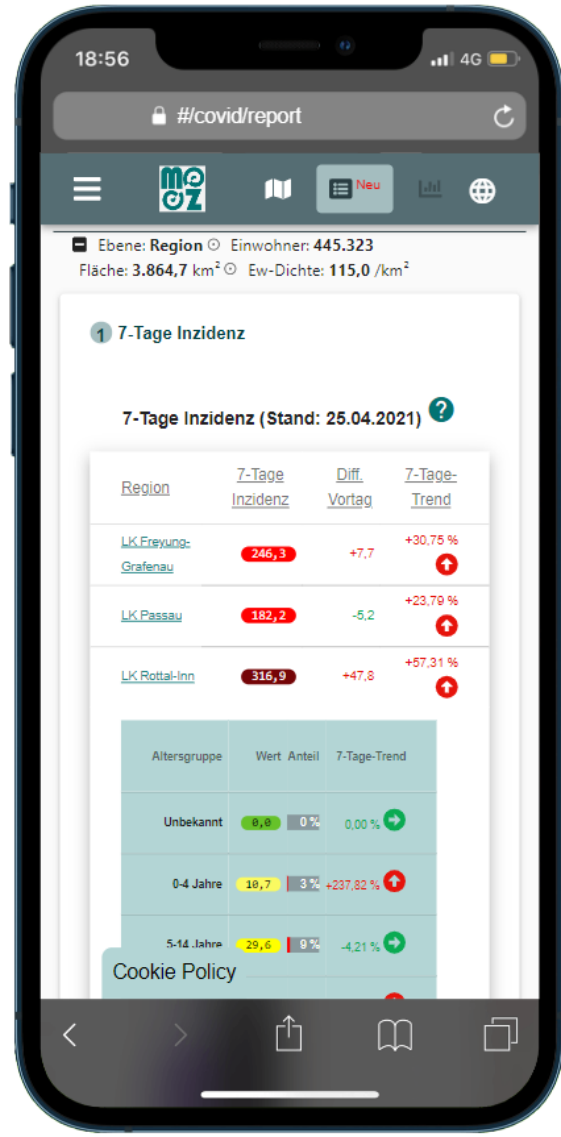 18:56
4G
#/covid/report
meoz
Neu
Ebene: Region Einwohner: 445.323
Fläche: 3.864,7 km² Ew-Dichte: 115,0 /km²
1 7-Tage Inzidenz
7-Tage Inzidenz (Stand: 25.04.2021) ?
Region 7-Tage Inzidenz Diff. Vortag 7-Tage-Trend
LK Freyung-Grafenau 246,3 +7,7 +30,75 %
LK Passau 182,2 -5,2 +23,79 %
LK Rottal-Inn 316,9 +47,8 +57,31 %
Altersgruppe Wert Anteil 7-Tage-Trend
Unbekannt 0,0 0 % 0,00 %
0-4 Jahre 10,7 3 % +237,82 %
5-14 Jahre 29,6 9 % -4,21 %
Cookie Policy